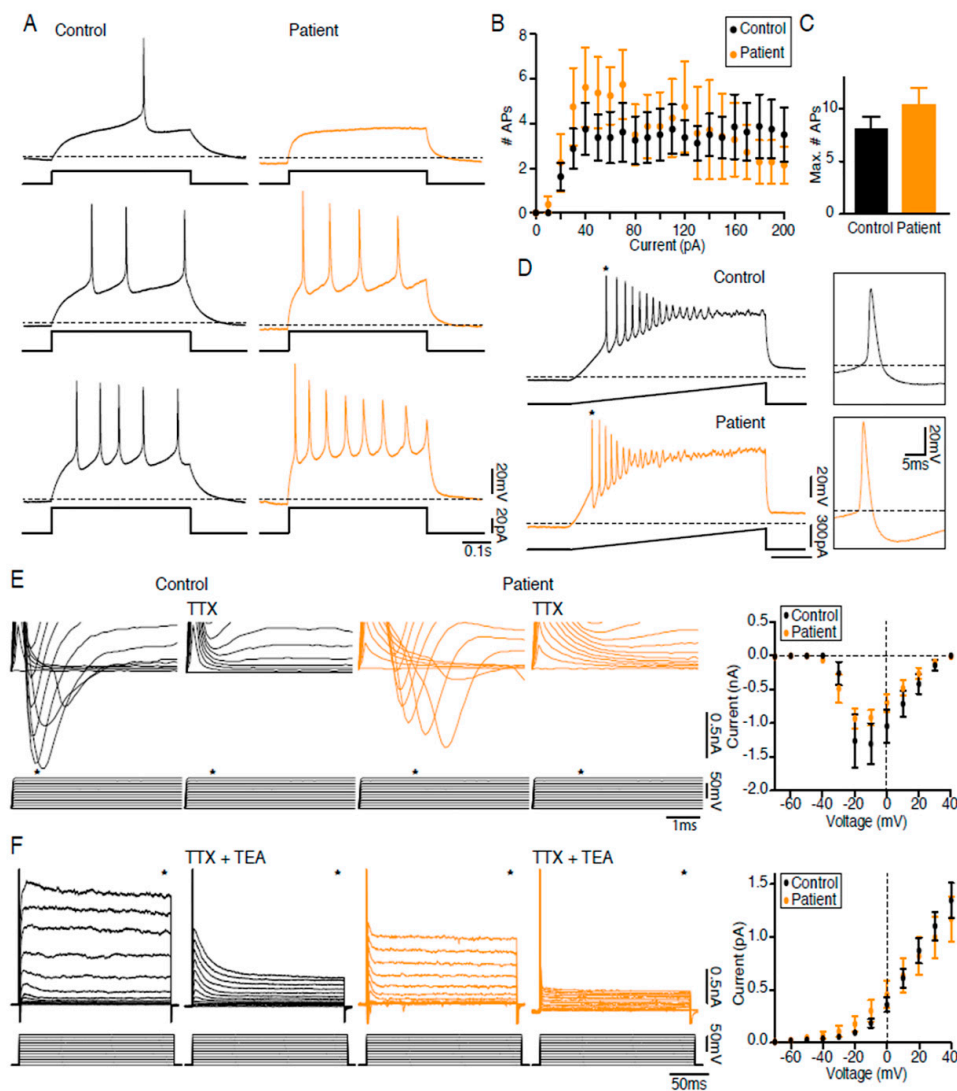 A
Control
Patient
20mV
20pA
0.1s
B
Control
Patient
# APs
8
6
4
2
0
0
40
80
120
160
200
Current (pA)
C
Max. # APs
10
5
0
Control Patient
D
*
Control
*
Patient
20mV
300pA
20mV
5ms
E
Control
Patient
TTX
TTX
0.5nA
*
*
*
*
50mV
1ms
Control
Patient
Current (nA)
0.5
0.0
-0.5
-1.0
-1.5
-2.0
-60
-40
-20
0
20
40
Voltage (mV)
F
TTX + TEA
TTX + TEA
*
*
*
*
0.5nA
50mV
50ms
Control
Patient
Current (pA)
1.5
1.0
0.5
0.0
-60
-40
-20
0
20
40
Voltage (mV)